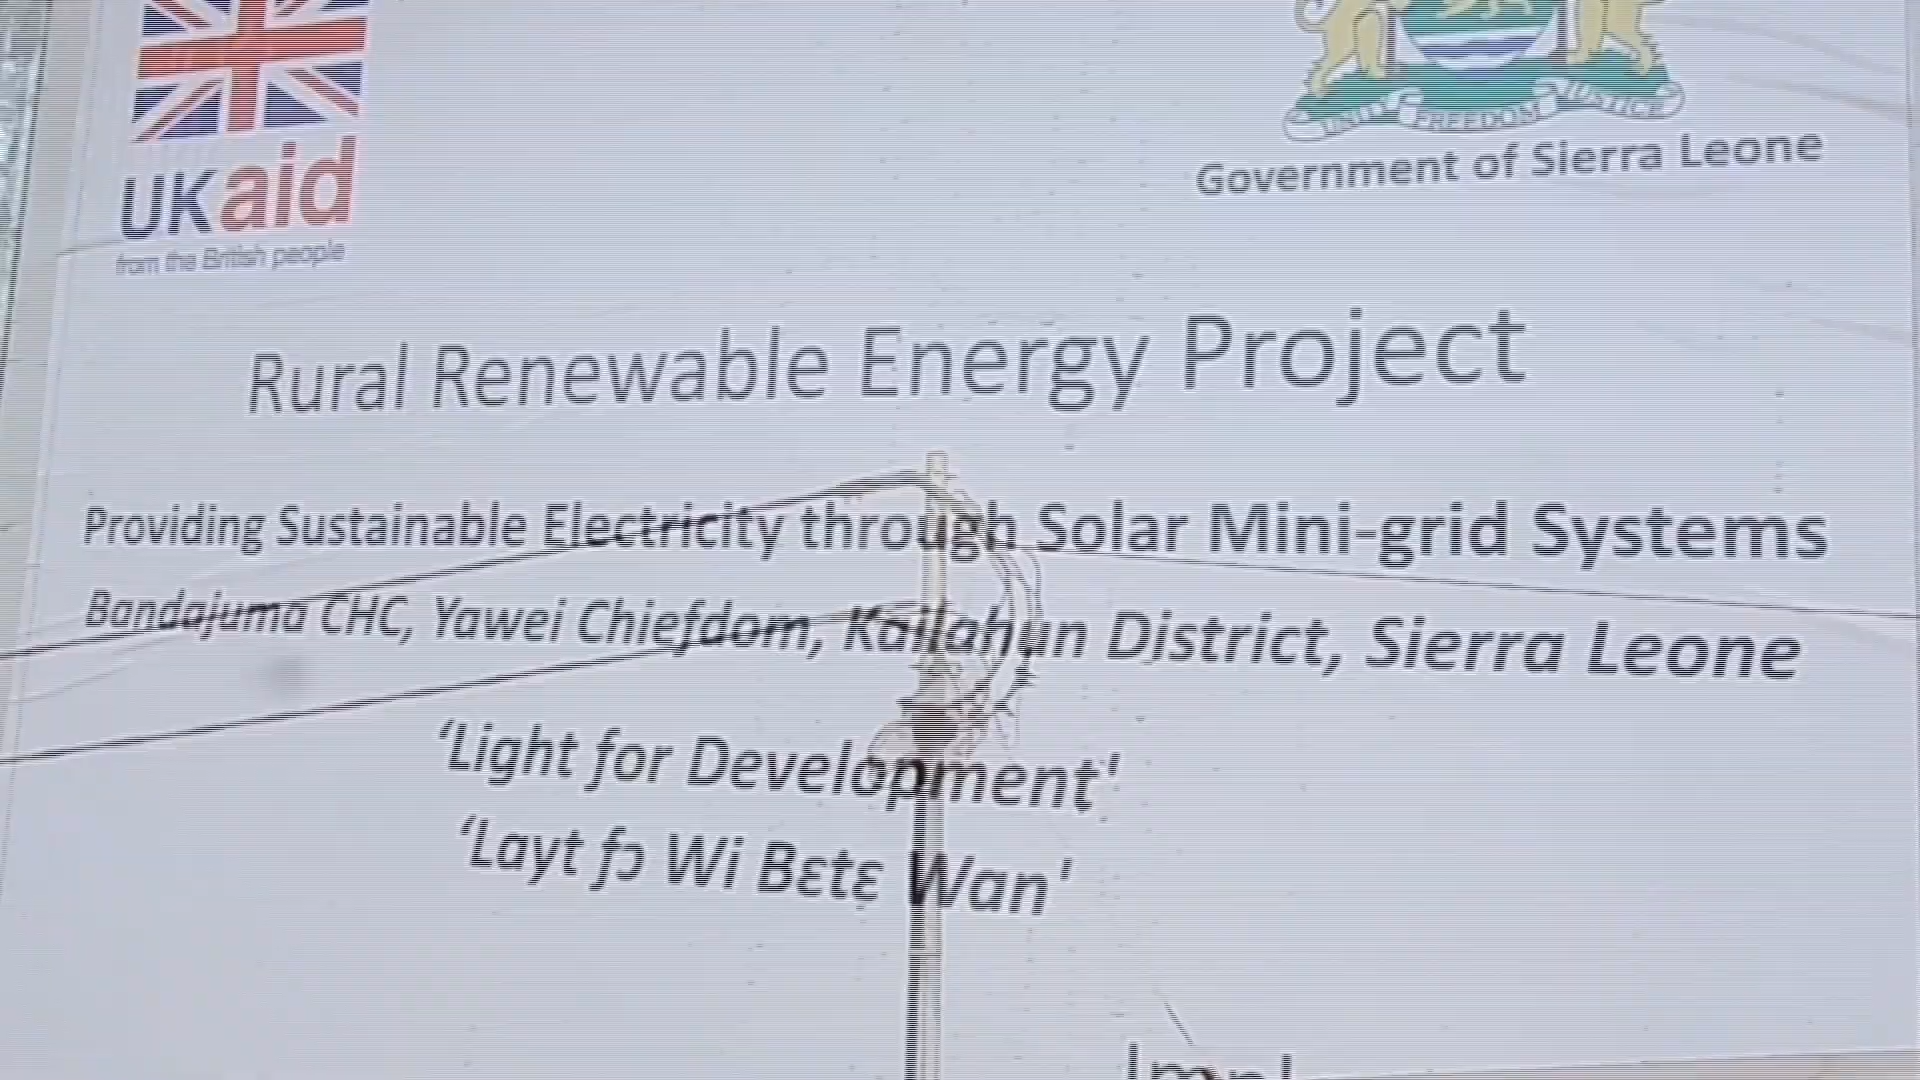 UKaid
from the British people
UNITY FREEDOM JUSTICE
Government of Sierra Leone
Rural Renewable Energy Project
Providing Sustainable Electricity through Solar Mini-grid Systems
Bandajuma CHC, Yawei Chiefdom, Kailahun District, Sierra Leone
‘Light for Development'
‘Layt fɔ Wi Bɛtɛ Wan'